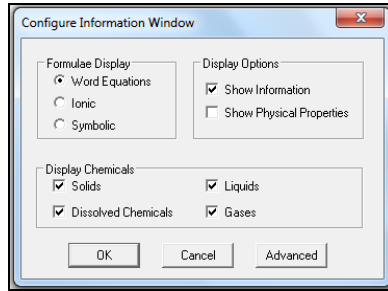 Configure Information Window
Formulae Display
Word Equations
Ionic
Symbolic
Display Options
Show Information
Show Physical Properties
Display Chemicals
Solids
Liquids
Dissolved Chemicals
Gases
OK
Cancel
Advanced